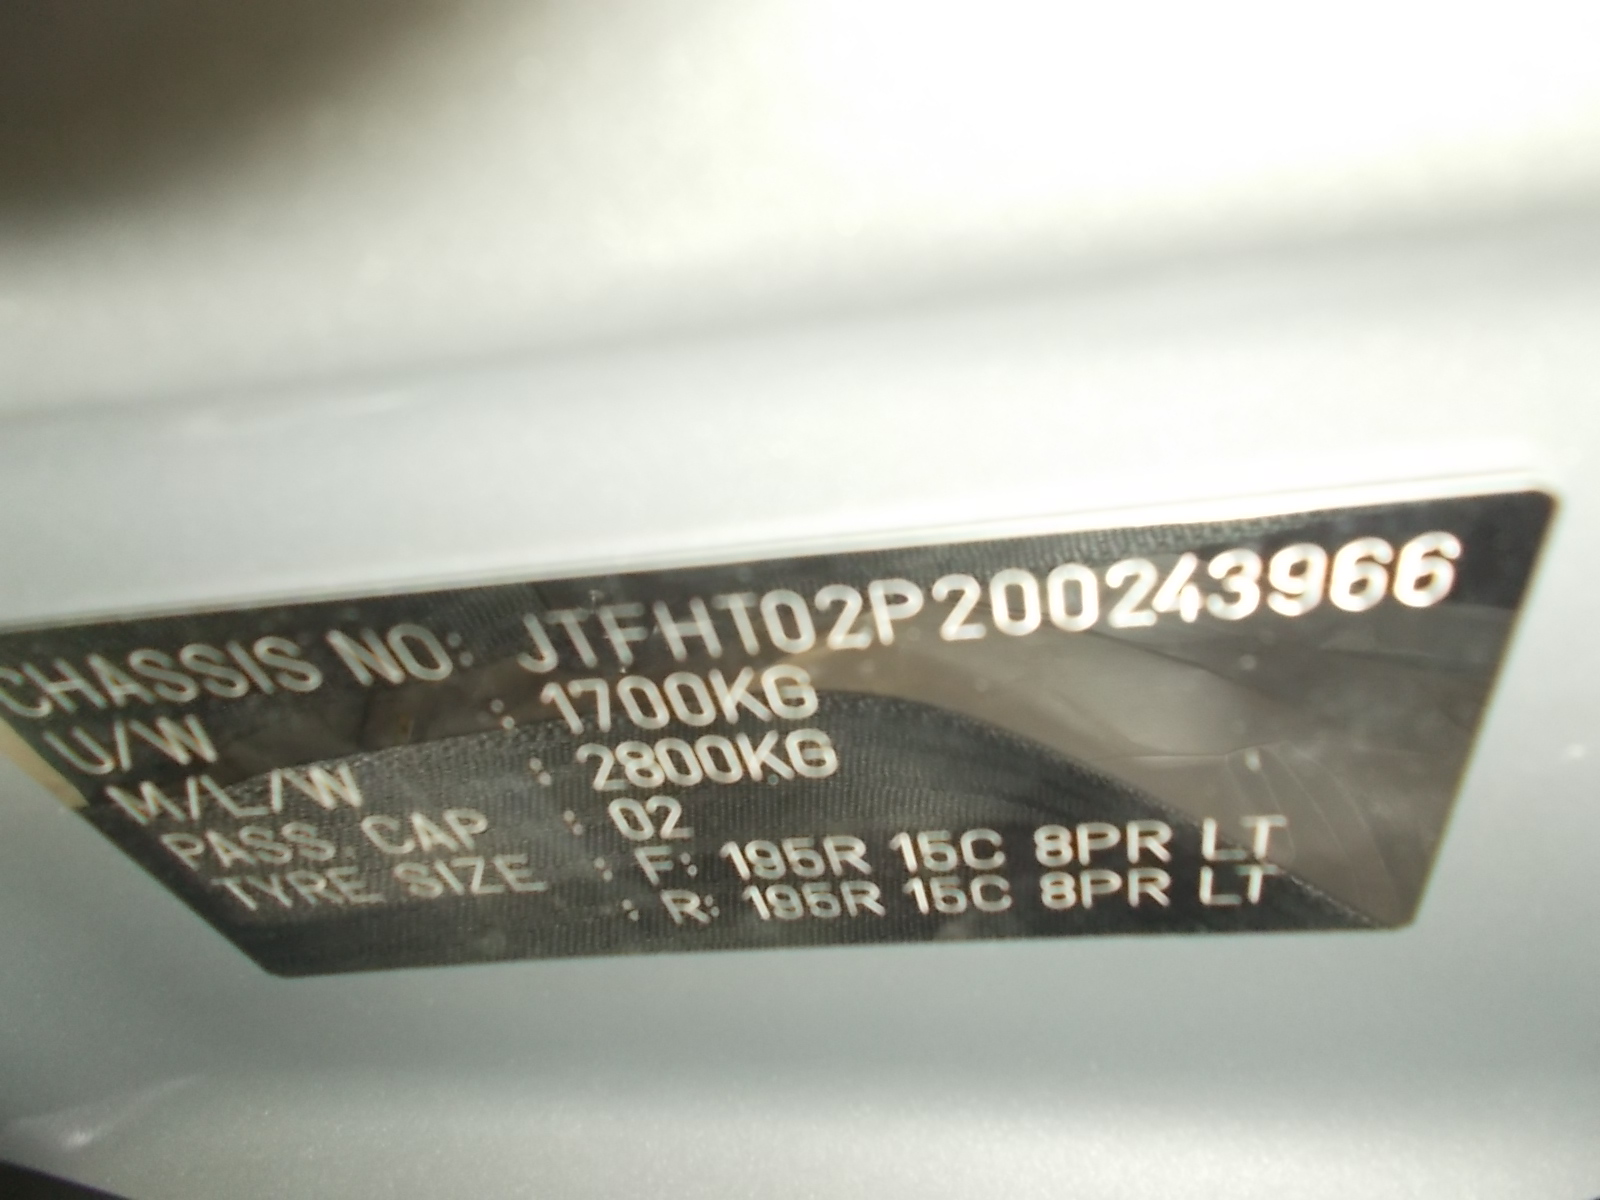 CHASSIS NO: JTFHT02P200243966
U/W : 1700KG
M/L/W : 2800KG
PASS. CAP : 02
TYRE SIZE : F: 195R 15C 8PR LT
: R: 195R 15C 8PR LT